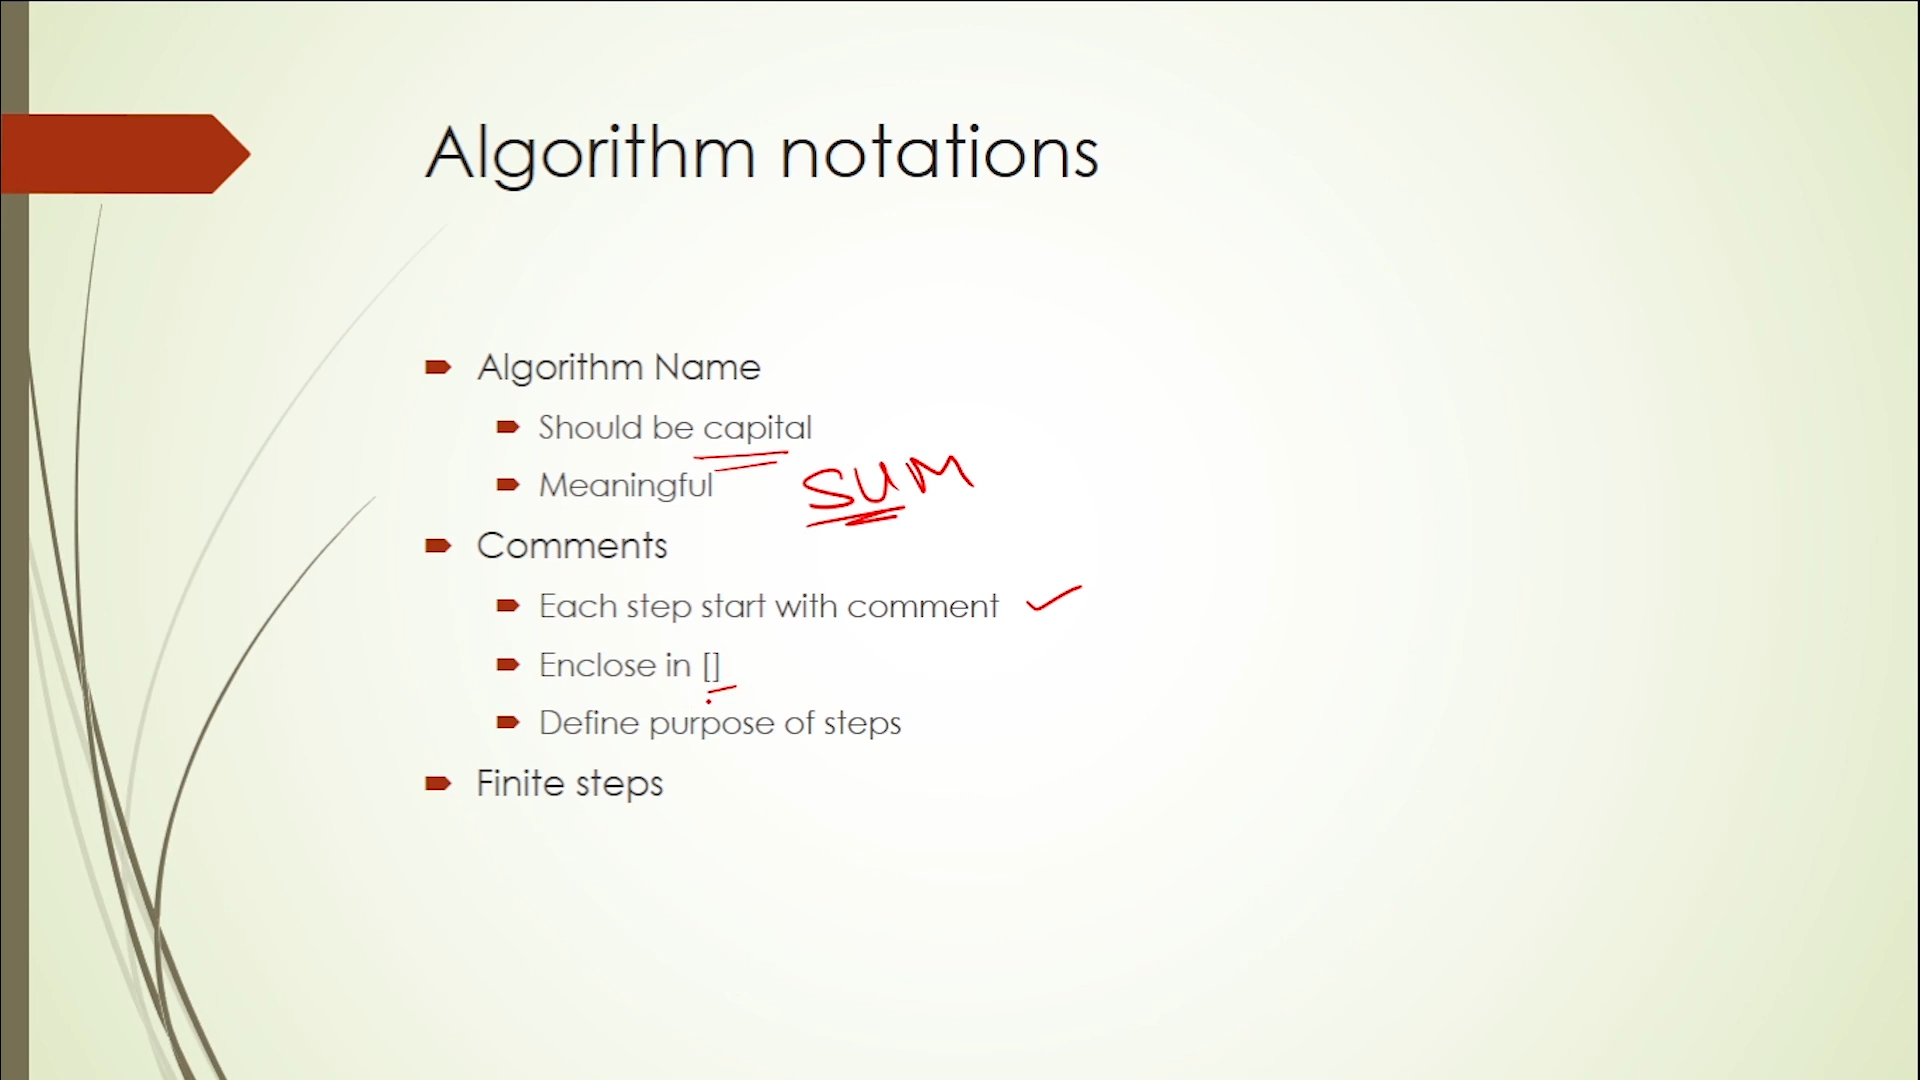 Algorithm notations
Algorithm Name
Should be capital
Meaningful
SUM
Comments
Each step start with comment
Enclose in []
Define purpose of steps
Finite steps